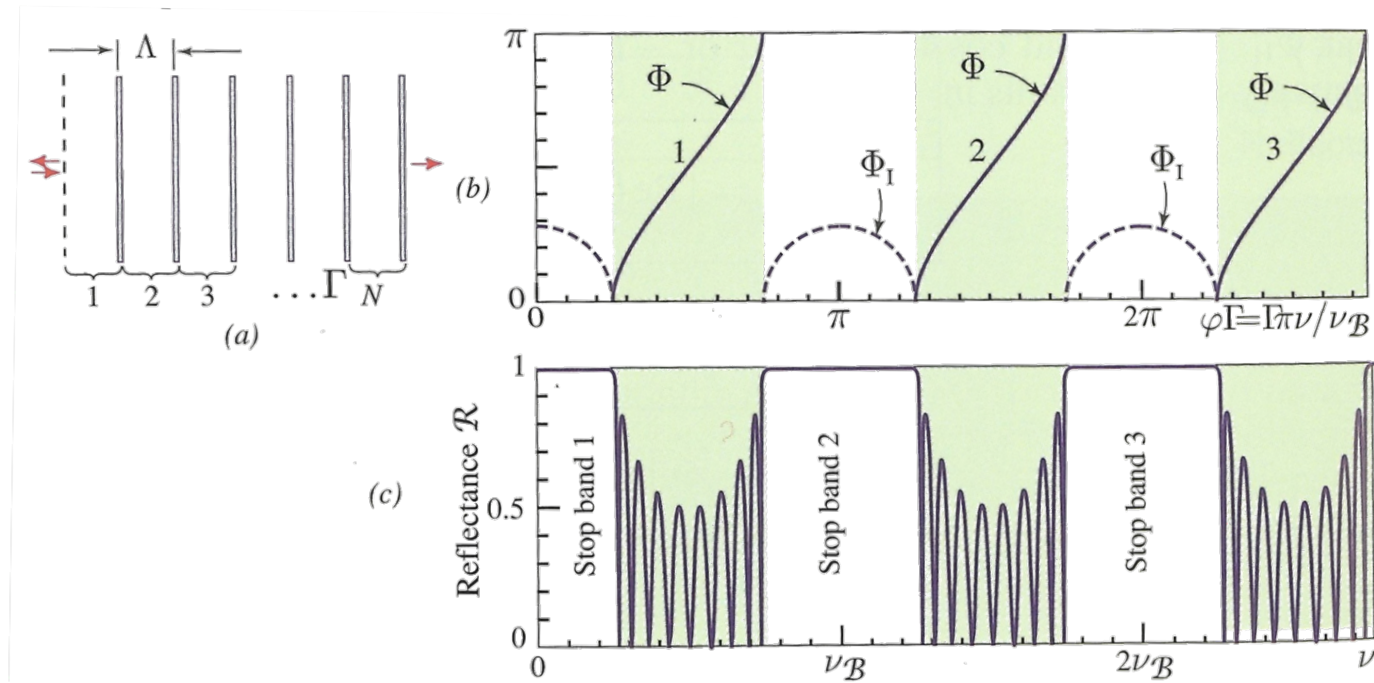 Λ
1 2 3 ...Γ N
(a)
π
Φ
1
Φ_I
Φ
2
Φ_I
Φ
3
(b)
0
0 π 2π φΓ=Γπν/ν_ℬ
1
0.5
0
Reflectance ℛ
(c)
Stop band 1
Stop band 2
Stop band 3
0 ν_ℬ 2ν_ℬ ν